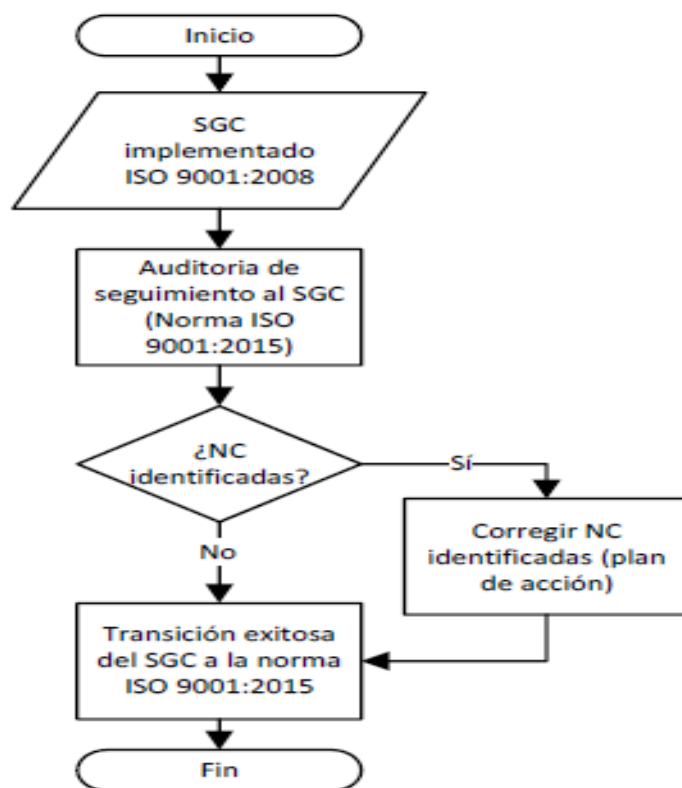 Inicio
SGC
implementado
ISO 9001:2008
Auditoria de
seguimiento al SGC
(Norma ISO
9001:2015)
¿NC
identificadas?
Sí
Corregir NC
identificadas (plan
de acción)
No
Transición exitosa
del SGC a la norma
ISO 9001:2015
Fin